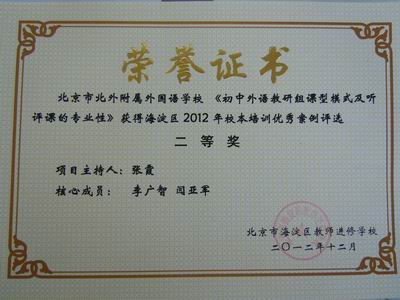 荣誉证书
北京市北外附属外国语学校 《初中外语教研组课型模式及听
评课的专业性》获得海淀区2012年校本培训优秀案例评选
二等奖
项目主持人：张霞
核心成员： 李广智 闫亚军
北京市海淀区教师进修学校
二〇一二年十二月